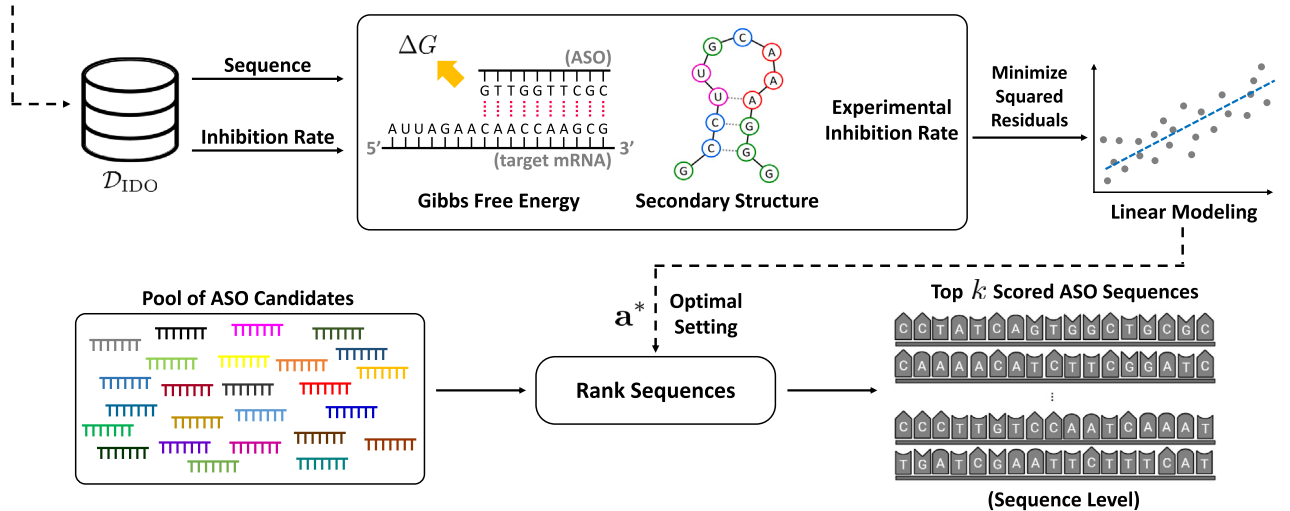 Sequence
Inhibition Rate
𝒟IDO
ΔG
(ASO)
GTTGGTTCGC
AUUAGAACAACCAAGCG
5’ (target mRNA) 3’
Gibbs Free Energy
G C A A A G G G
G U U C C G
Secondary Structure
Experimental
Inhibition Rate
Minimize
Squared
Residuals
Linear Modeling
Pool of ASO Candidates
a*
Optimal
Setting
Rank Sequences
Top k Scored ASO Sequences
CCTATCAGTGGCTGCGC
CAAAACATCTTCGGATC
⋮
CCCTTGTCCAATCAAAT
TGATCGAATTCTTTCAT
(Sequence Level)